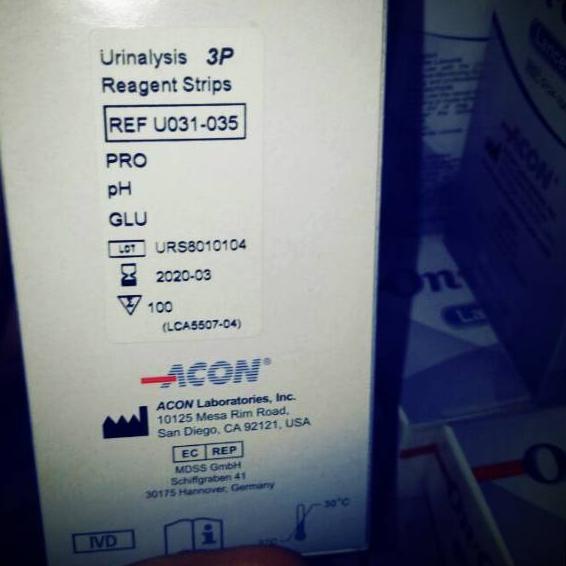 Urinalysis 3P
Reagent Strips
REF U031-035
PRO
pH
GLU
LOT URS8010104
2020-03
Σ 100
(LCA5507-04)
ACON®
ACON Laboratories, Inc.
10125 Mesa Rim Road,
San Diego, CA 92121, USA
EC REP
MDSS GmbH
Schiffgraben 41
30175 Hannover, Germany
30°C
IVD
i
ACON